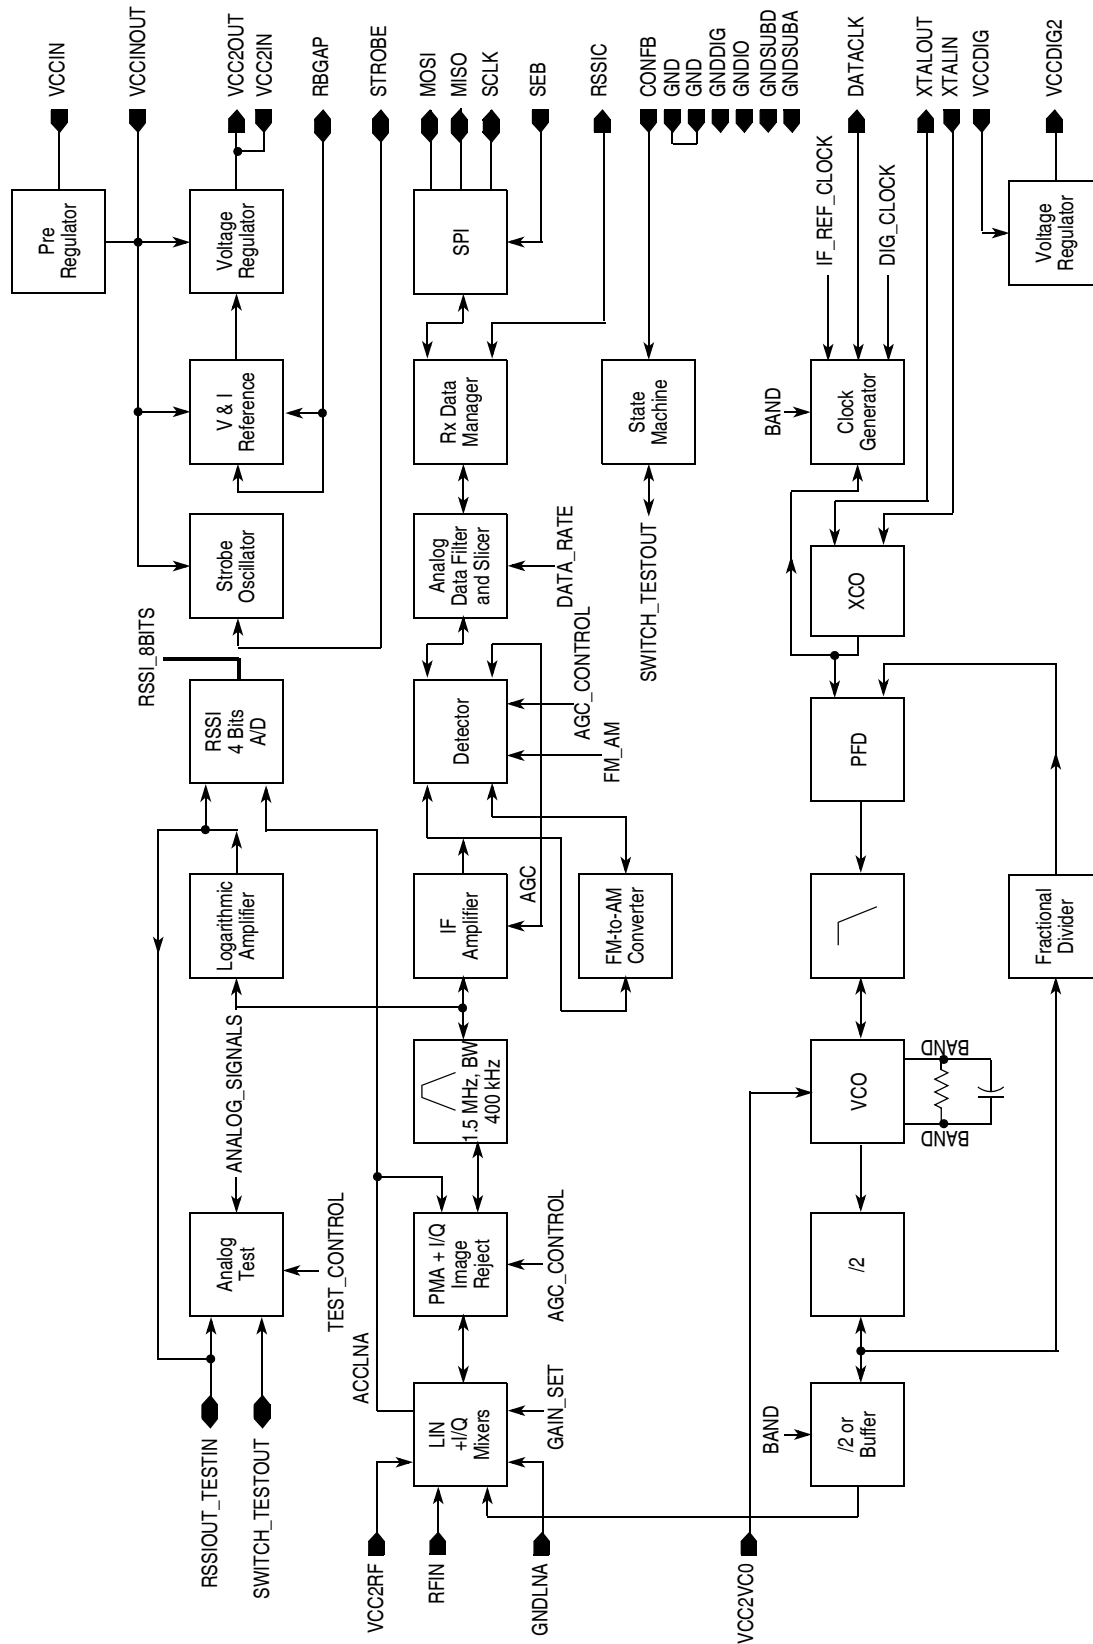 VCCIN
VCCINOUT
VCC2OUT
VCC2IN
RBGAP
STROBE
MOSI
MISO
SCLK
SEB
RSSIC
CONFB
GND
GND
GNDDIG
GNDIO
GNDSUBD
GNDSUBA
DATACLK
XTALOUT
XTALIN
VCCDIG
VCCDIG2
Pre
Regulator
Voltage
Regulator
SPI
IF_REF_CLOCK
DIG_CLOCK
Voltage
Regulator
V & I
Reference
Rx Data
Manager
State
Machine
BAND
Clock
Generator
Strobe
Oscillator
Analog
Data Filter
and Slicer
DATA_RATE
SWITCH_TESTOUT
XCO
RSSI_8BITS
RSSI
4 Bits
A/D
Detector
AGC_CONTROL
FM_AM
PFD
Logarithmic
Amplifier
IF
Amplifier
AGC
FM-to-AM
Converter
Fractional
Divider
ANALOG_SIGNALS
1.5 MHz, BW
400 kHz
VCO
BAND
BAND
Analog
Test
TEST_CONTROL
PMA + I/Q
Image
Reject
AGC_CONTROL
/2
ACCLNA
LIN
+I/Q
Mixers
GAIN_SET
BAND
/2 or
Buffer
RSSIOUT_TESTIN
SWITCH_TESTOUT
VCC2RF
RFIN
GNDLNA
VCC2VC0